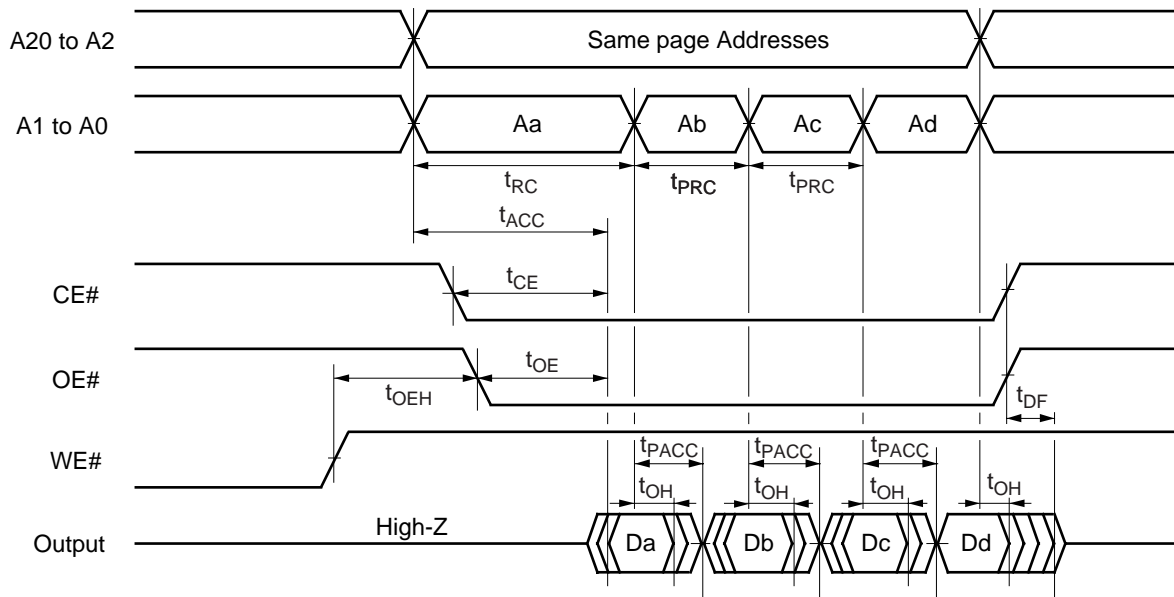 A20 to A2
Same page Addresses
A1 to A0
Aa
Ab
Ac
Ad
tRC
tPRC
tPRC
tACC
CE#
tCE
OE#
tOEH
tOE
tDF
WE#
tPACC
tPACC
tPACC
tOH
tOH
tOH
tOH
Output
High-Z
Da
Db
Dc
Dd